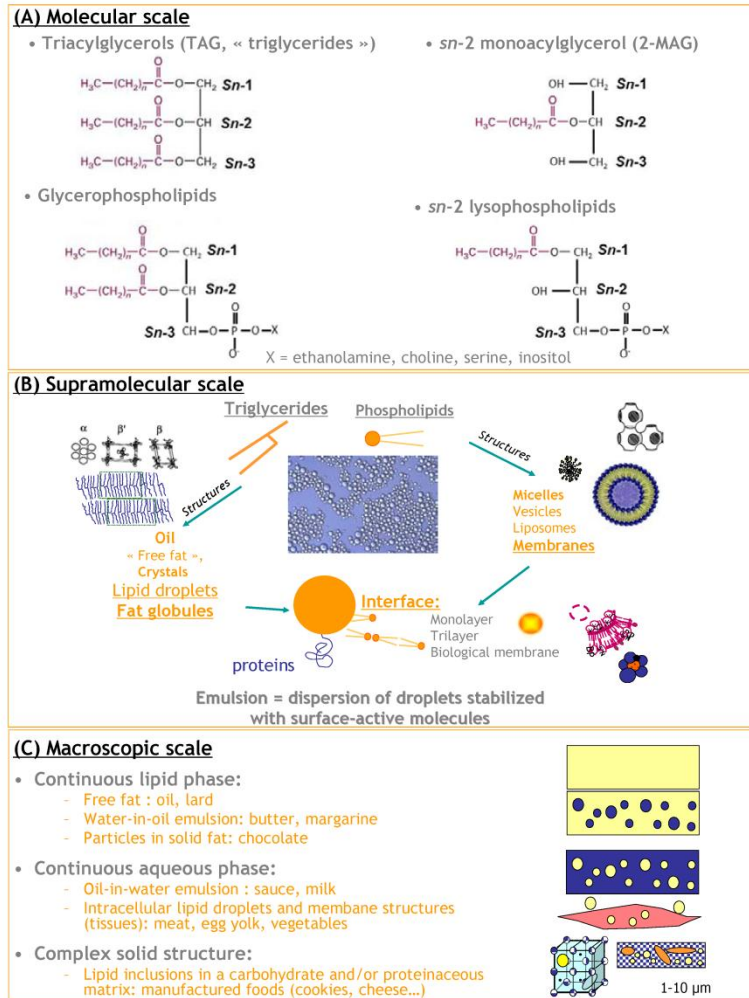 (A) Molecular scale
• Triacylglycerols (TAG, « triglycerides »)
• sn-2 monoacylglycerol (2-MAG)
O
H₃C—(CH₂)ₙ—C—O—CH₂ Sn-1
O
H₃C—(CH₂)ₙ—C—O—CH Sn-2
O
H₃C—(CH₂)ₙ—C—O—CH₂ Sn-3
OH—CH₂ Sn-1
O
H₃C—(CH₂)ₙ—C—O—CH Sn-2
OH—CH₂ Sn-3
• Glycerophospholipids
• sn-2 lysophospholipids
O
H₃C—(CH₂)ₙ—C—O—CH₂ Sn-1
O
H₃C—(CH₂)ₙ—C—O—CH Sn-2
O
Sn-3 CH—O—P—O—X
O⁻
O
H₃C—(CH₂)ₙ—C—O—CH₂ Sn-1
OH—CH Sn-2
O
Sn-3 CH—O—P—O—X
O⁻
X = ethanolamine, choline, serine, inositol
(B) Supramolecular scale
Triglycerides
Phospholipids
α β' β
Structures
Structures
Oil
« Free fat »,
Crystals
Lipid droplets
Fat globules
Micelles
Vesicles
Liposomes
Membranes
Interface:
Monolayer
Trilayer
Biological membrane
proteins
Emulsion = dispersion of droplets stabilized
with surface-active molecules
(C) Macroscopic scale
• Continuous lipid phase:
- Free fat : oil, lard
- Water-in-oil emulsion: butter, margarine
- Particles in solid fat: chocolate
• Continuous aqueous phase:
- Oil-in-water emulsion : sauce, milk
- Intracellular lipid droplets and membane structures
(tissues): meat, egg yolk, vegetables
• Complex solid structure:
- Lipid inclusions in a carbohydrate and/or proteinaceous
matrix: manufactured foods (cookies, cheese…)
1-10 µm